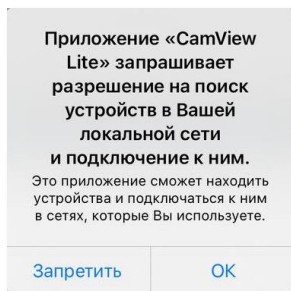 Приложение «CamView
Lite» запрашивает
разрешение на поиск
устройств в Вашей
локальной сети
и подключение к ним.
Это приложение сможет находить
устройства и подключаться к ним
в сетях, которые Вы используете.
Запретить
OK